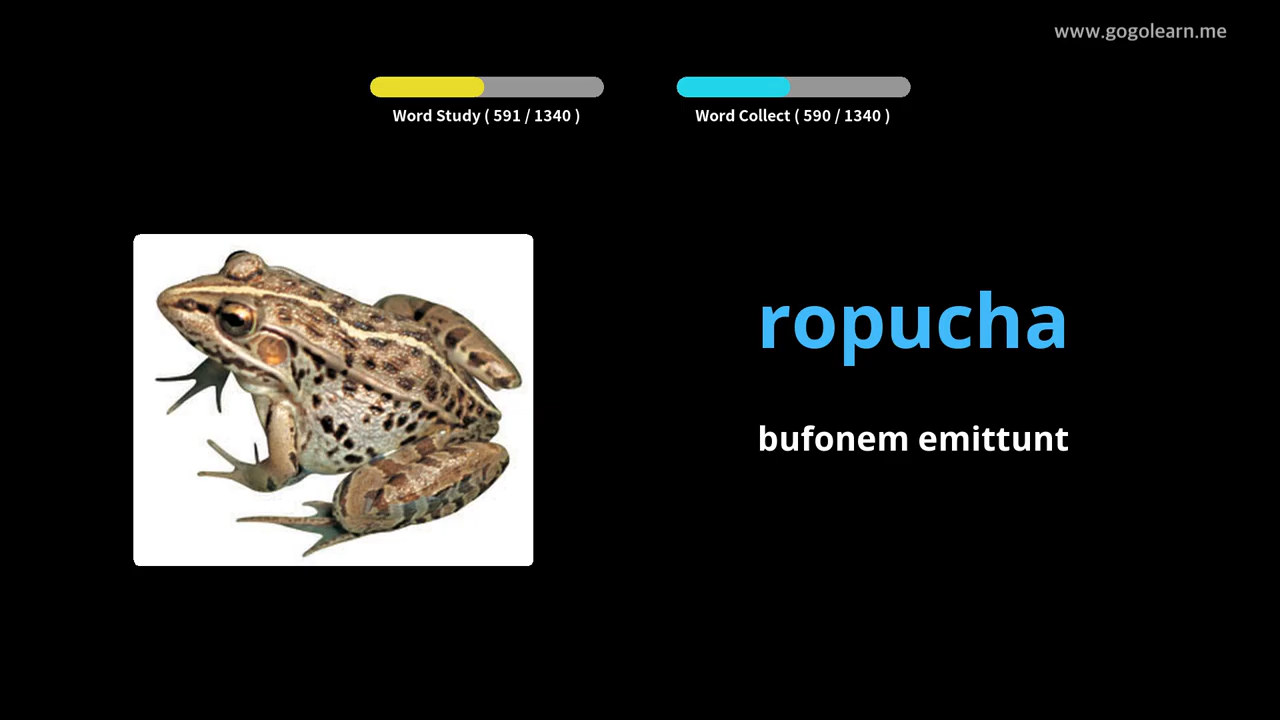 www.gogolearn.me
Word Study ( 591 / 1340 )
Word Collect ( 590 / 1340 )
ropucha
bufonem emittunt